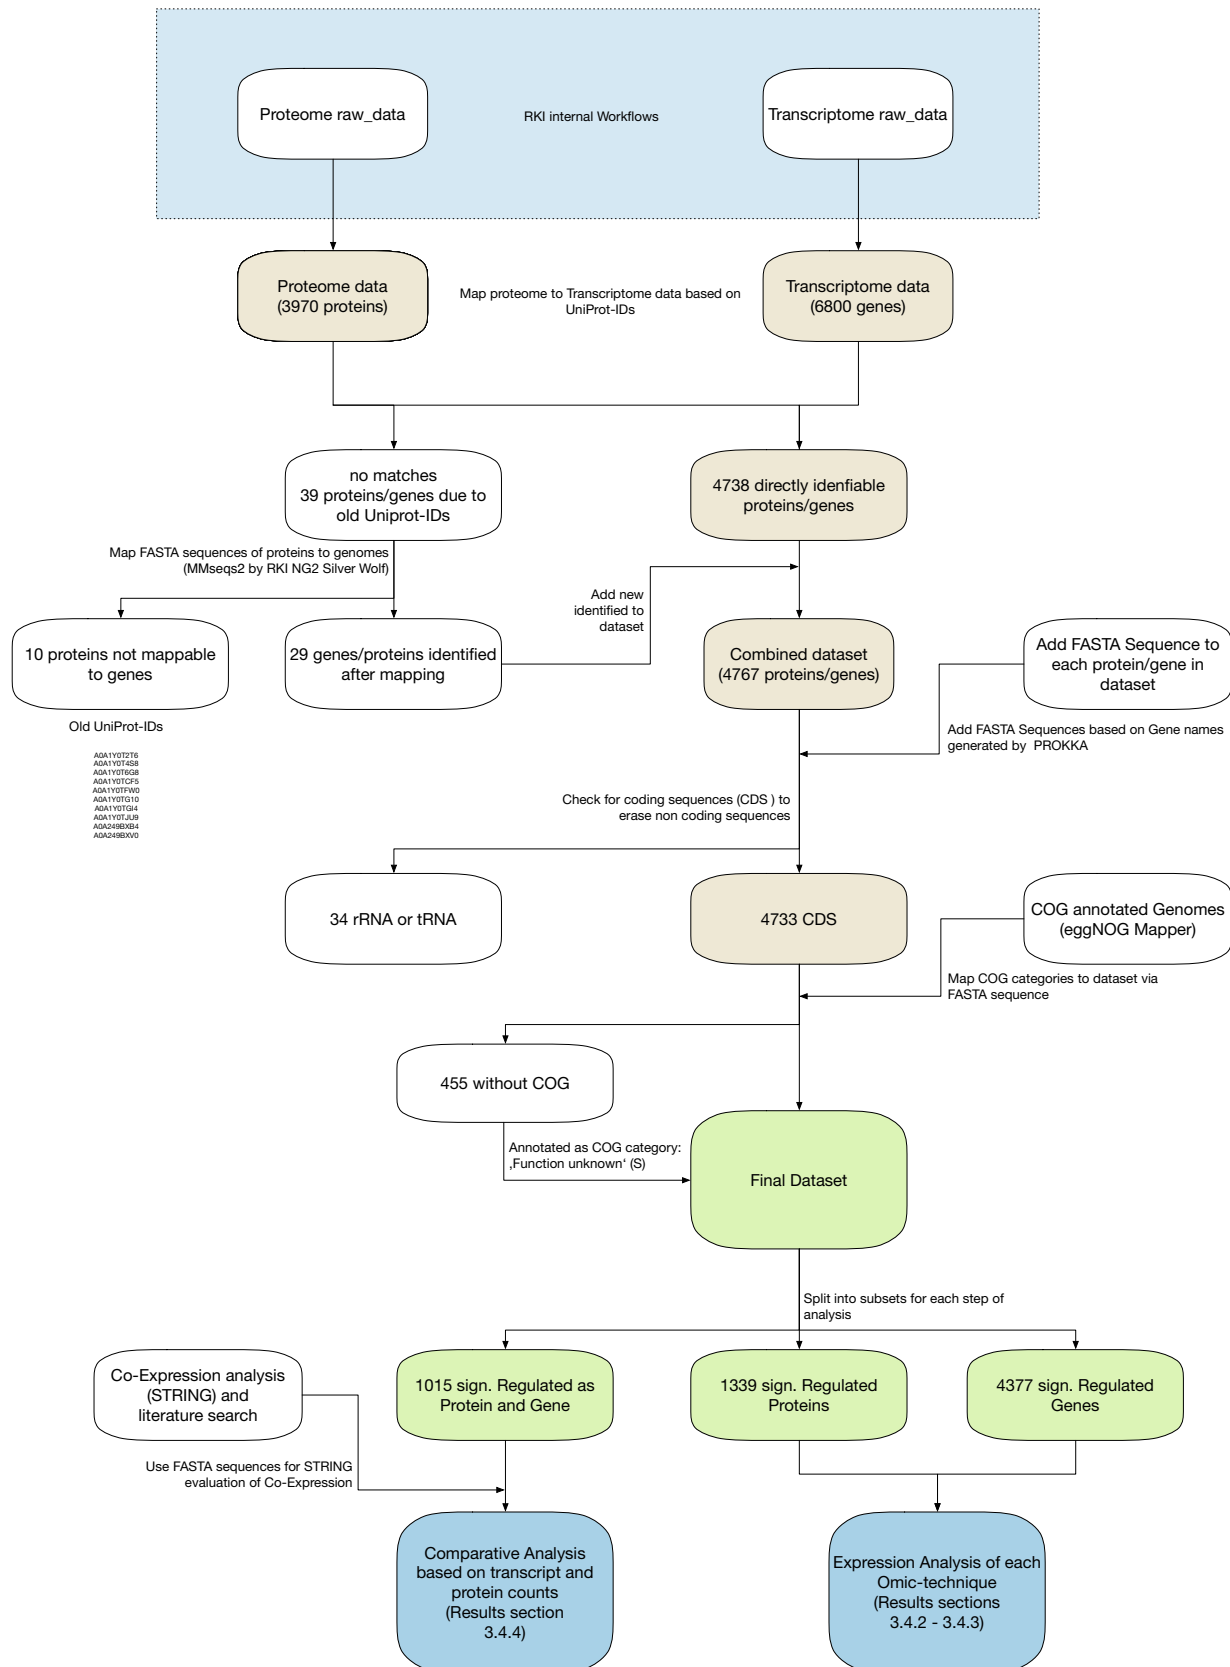 Proteome raw_data
RKI internal Workflows
Transcriptome raw_data
Proteome data
(3970 proteins)
Map proteome to Transcriptome data based on
UniProt-IDs
Transcriptome data
(6800 genes)
no matches
39 proteins/genes due to
old Uniprot-IDs
4738 directly idenfiable
proteins/genes
Map FASTA sequences of proteins to genomes
(MMseqs2 by RKI NG2 Silver Wolf)
Add new
identified to
dataset
10 proteins not mappable
to genes
29 genes/proteins identified
after mapping
Combined dataset
(4767 proteins/genes)
Add FASTA Sequence to
each protein/gene in
dataset
Old UniProt-IDs
A0A1Y0T2T6
A0A1Y0T4S8
A0A1Y0T6G8
A0A1Y0TCF5
A0A1Y0TFW0
A0A1Y0TG10
A0A1Y0TGI4
A0A1Y0TJU9
A0A249BXB4
A0A249BXV0
Add FASTA Sequences based on Gene names
generated by PROKKA
Check for coding sequences (CDS ) to
erase non coding sequences
34 rRNA or tRNA
4733 CDS
COG annotated Genomes
(eggNOG Mapper)
Map COG categories to dataset via
FASTA sequence
455 without COG
Annotated as COG category:
‚Function unknown‘ (S)
Final Dataset
Split into subsets for each step of
analysis
Co-Expression analysis
(STRING) and
literature search
1015 sign. Regulated as
Protein and Gene
1339 sign. Regulated
Proteins
4377 sign. Regulated
Genes
Use FASTA sequences for STRING
evaluation of Co-Expression
Comparative Analysis
based on transcript and
protein counts
(Results section
3.4.4)
Expression Analysis of each
Omic-technique
(Results sections
3.4.2 - 3.4.3)